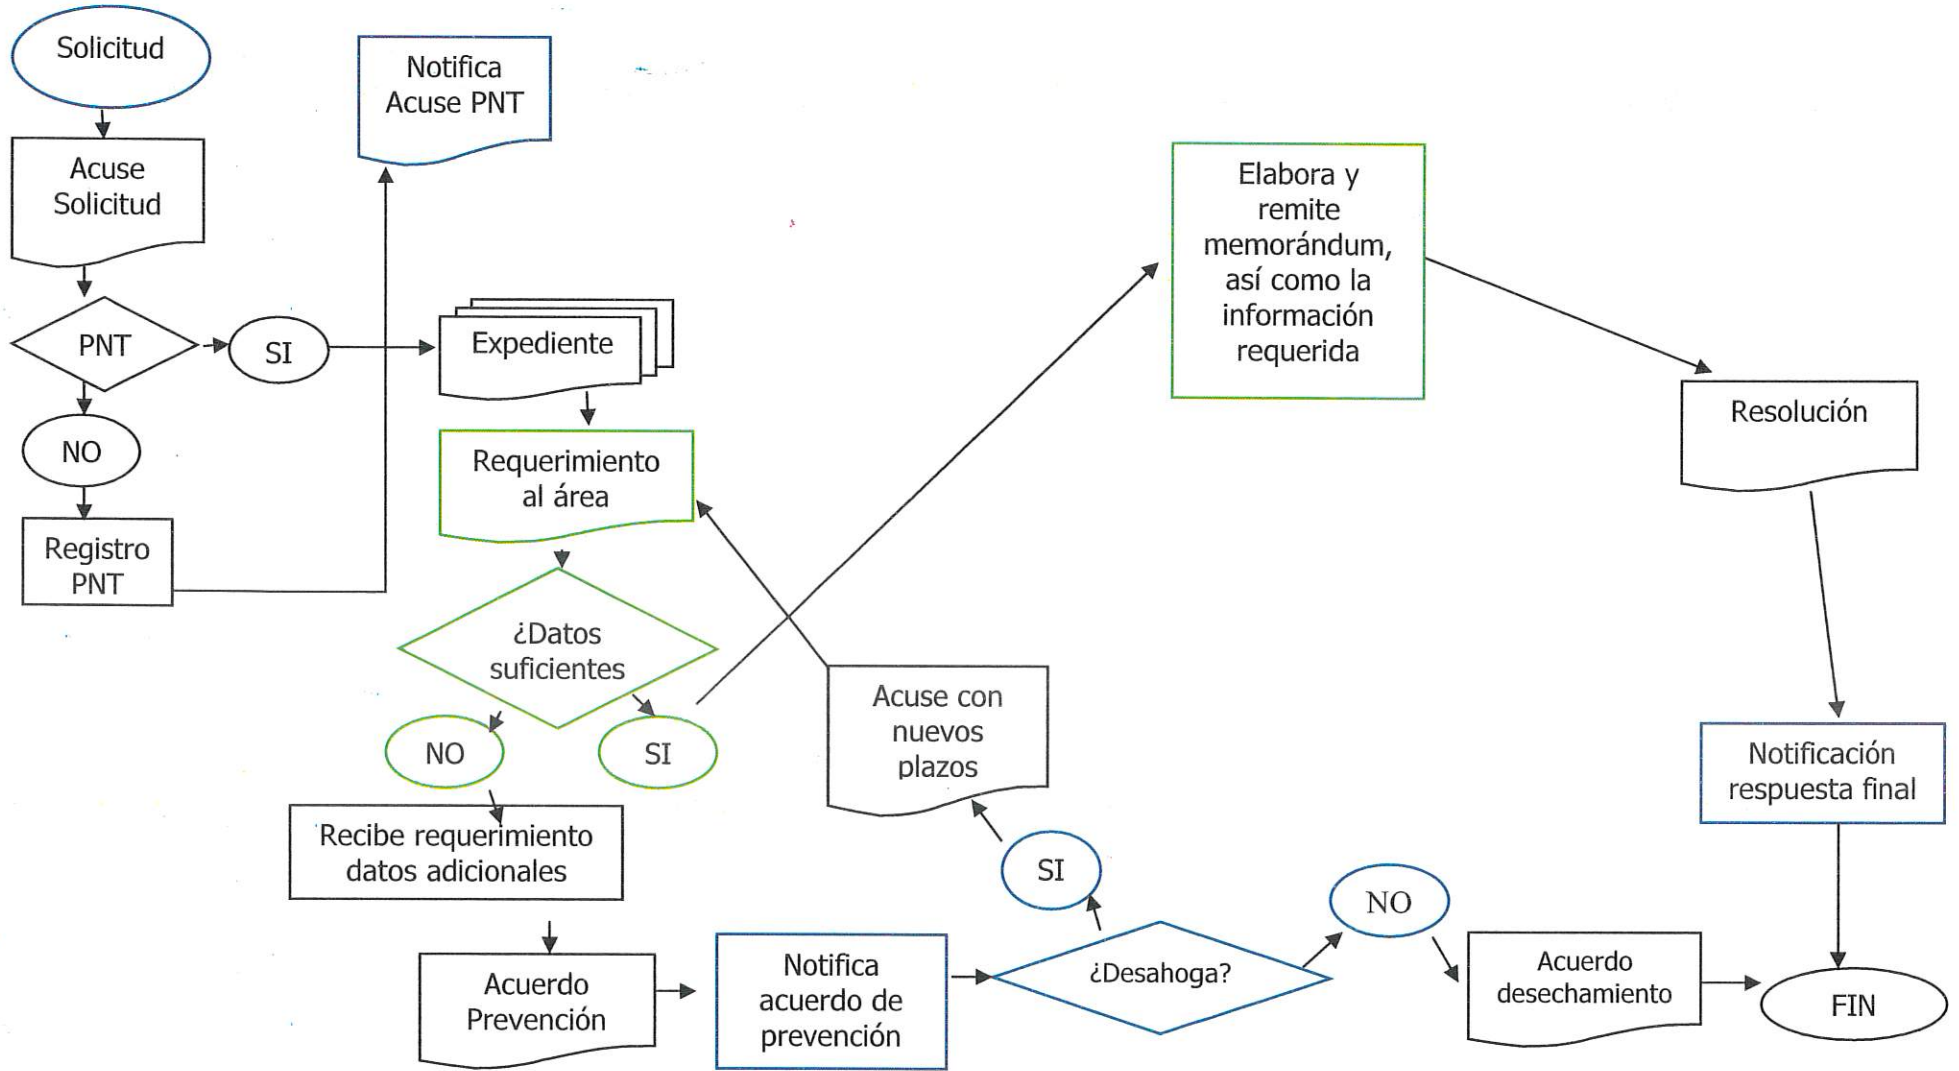 Solicitud
Acuse
Solicitud
PNT
SI
NO
Registro
PNT
Notifica
Acuse PNT
Expediente
Requerimiento
al área
¿Datos
suficientes
NO
SI
Recibe requerimiento
datos adicionales
Acuerdo
Prevención
Notifica
acuerdo de
prevención
¿Desahoga?
SI
Acuse con
nuevos
plazos
NO
Acuerdo
desechamiento
Elabora y
remite
memorándum,
así como la
información
requerida
Resolución
Notificación
respuesta final
FIN